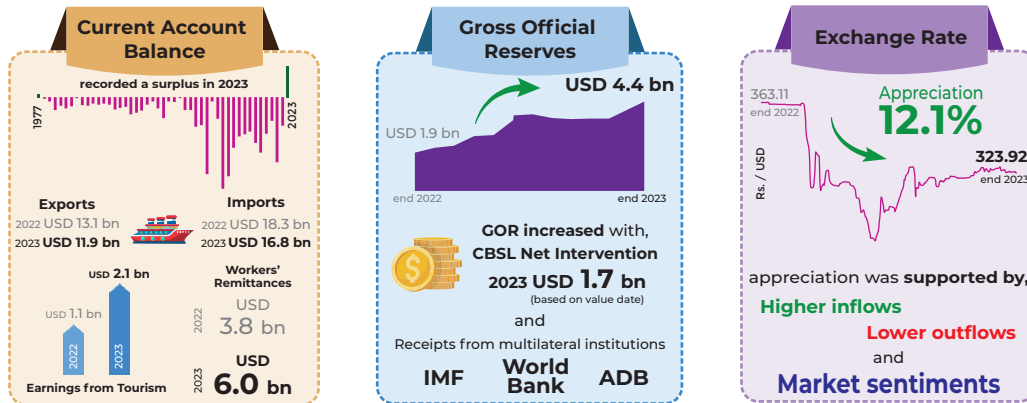 Current Account
Balance
recorded a surplus in 2023
1977
2023
Exports
2022 USD 13.1 bn
2023 USD 11.9 bn
Imports
2022 USD 18.3 bn
2023 USD 16.8 bn
USD 1.1 bn
2022
USD 2.1 bn
2023
Earnings from Tourism
Workers'
Remittances
2022
USD
3.8 bn
2023
USD
6.0 bn
Gross Official
Reserves
USD 4.4 bn
USD 1.9 bn
end 2022
end 2023
$
GOR increased with,
CBSL Net Intervention
2023 USD 1.7 bn
(based on value date)
and
Receipts from multilateral institutions
IMF
World
Bank
ADB
Exchange Rate
363.11
end 2022
Appreciation
12.1%
Rs. / USD
323.92
end 2023
appreciation was supported by,
Higher inflows
Lower outflows
and
Market sentiments